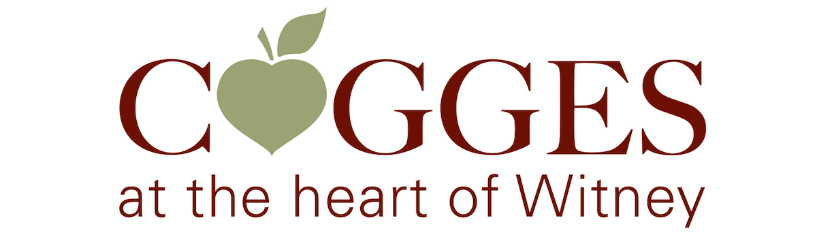 COGGES
at the heart of Witney